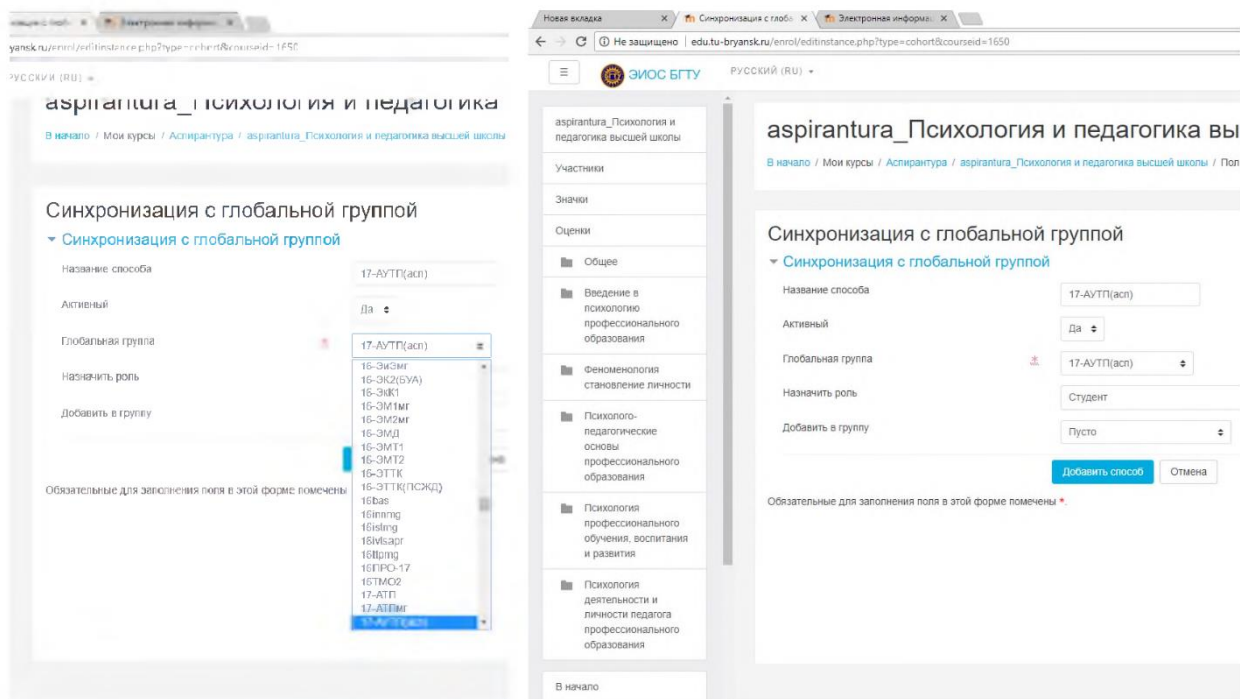 yansk.ru/enrol/editinstance.php?type=cohort&courseid=1650
РУССКИЙ (RU)
aspirantura_Психология и педагогика
В начало / Мои курсы / Аспирантура / aspirantura_Психология и педагогика высшей школы
Синхронизация с глобальной группой
Синхронизация с глобальной группой
Название способа
17-АУТП(асп)
Активный
Да
Глобальная группа
17-АУТП(асп)
Назначить роль
Добавить в группу
16-ЭиЭмг
16-ЭК2(БУА)
16-ЭкК1
16-ЭМ1мг
16-ЭМ2мг
16-ЭМД
16-ЭМТ1
16-ЭМТ2
16-ЭТТК
16-ЭТТК(ПСЖД)
16bas
16innmg
16islmg
16ivlsapr
16tlpmg
16ПРО-17
16ТМО2
17-АТП
17-АТПмг
17-АУТП(асп)
Обязательные для заполнения поля в этой форме помечены
Новая вкладка
Синхронизация с глоба
Электронная информац
Не защищено
edu.tu-bryansk.ru/enrol/editinstance.php?type=cohort&courseid=1650
ЭИОС БГТУ
РУССКИЙ (RU)
aspirantura_Психология и
педагогика высшей школы
Участники
Значки
Оценки
Общее
Введение в
психологию
профессионального
образования
Феноменология
становление личности
Психолого-
педагогические
основы
профессионального
образования
Психология
профессионального
обучения, воспитания
и развития
Психология
деятельности и
личности педагога
профессионального
образования
В начало
aspirantura_Психология и педагогика вы
В начало / Мои курсы / Аспирантура / aspirantura_Психология и педагогика высшей школы / Пол
Синхронизация с глобальной группой
Синхронизация с глобальной группой
Название способа
17-АУТП(асп)
Активный
Да
Глобальная группа
17-АУТП(асп)
Назначить роль
Студент
Добавить в группу
Пусто
Добавить способ
Отмена
Обязательные для заполнения поля в этой форме помечены *.